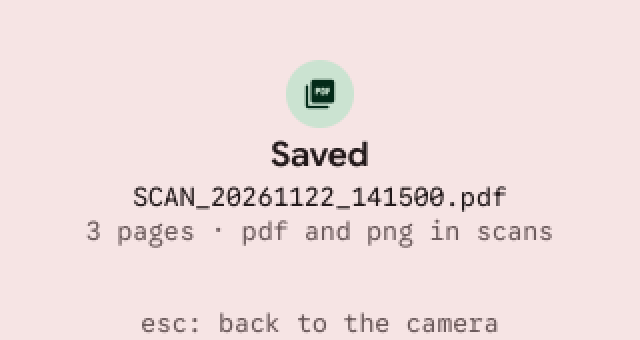 PDF
Saved
SCAN_20261122_141500.pdf
3 pages · pdf and png in scans
esc: back to the camera